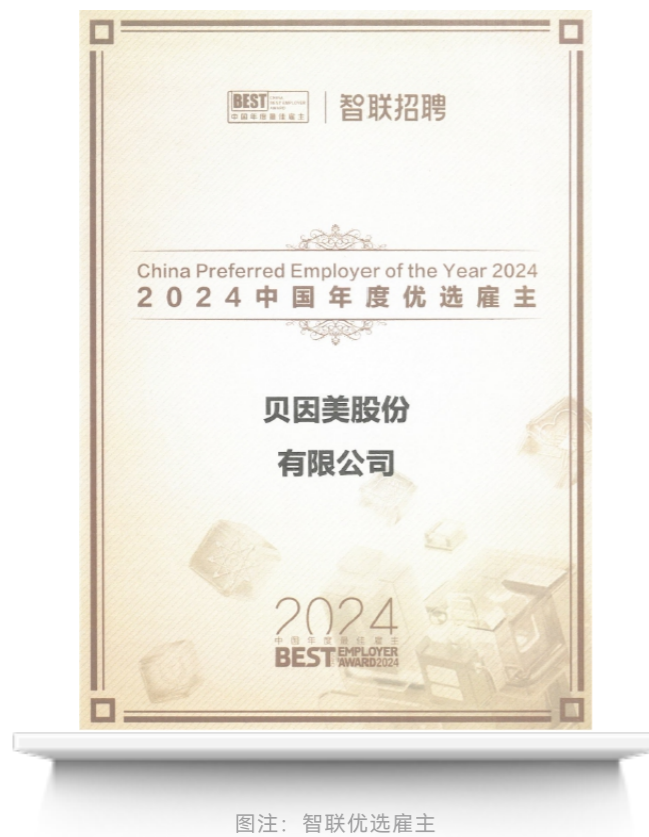 BEST
中国年度最佳雇主
智联招聘
China Preferred Employer of the Year 2024
2024中国年度优选雇主
贝因美股份
有限公司
2024
中国年度最佳雇主
BEST EMPLOYER
AWARD2024
图注：智联优选雇主